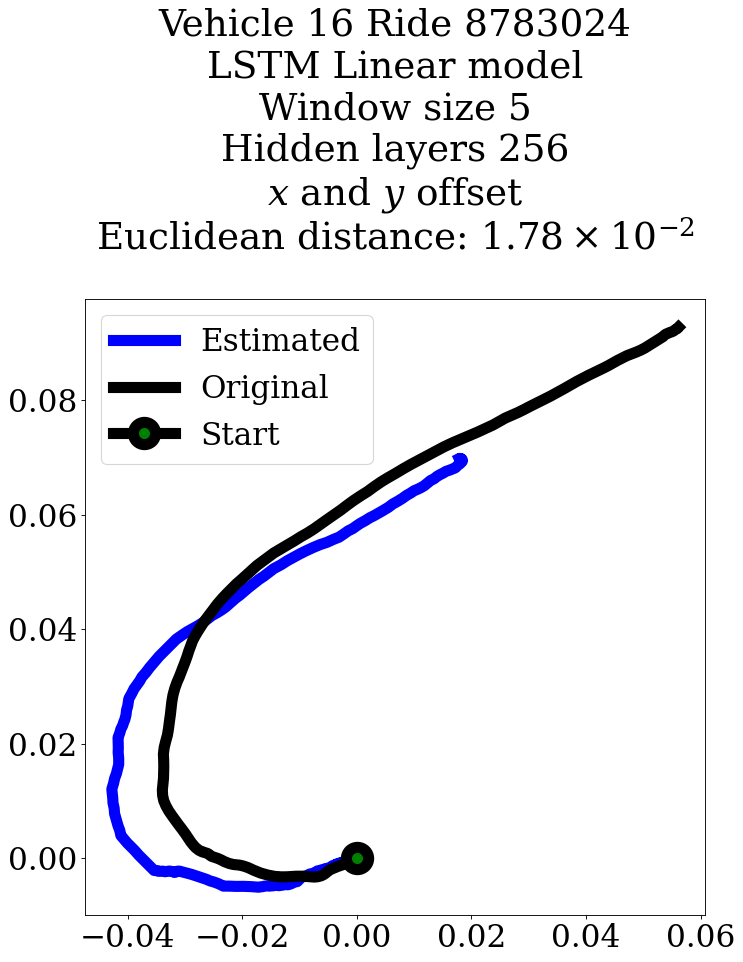 Vehicle 16 Ride 8783024
LSTM Linear model
Window size 5
Hidden layers 256
x and y offset
Euclidean distance: 1.78 × 10⁻²
Estimated
Original
Start
0.08
0.06
0.04
0.02
0.00
−0.04 −0.02 0.00 0.02 0.04 0.06